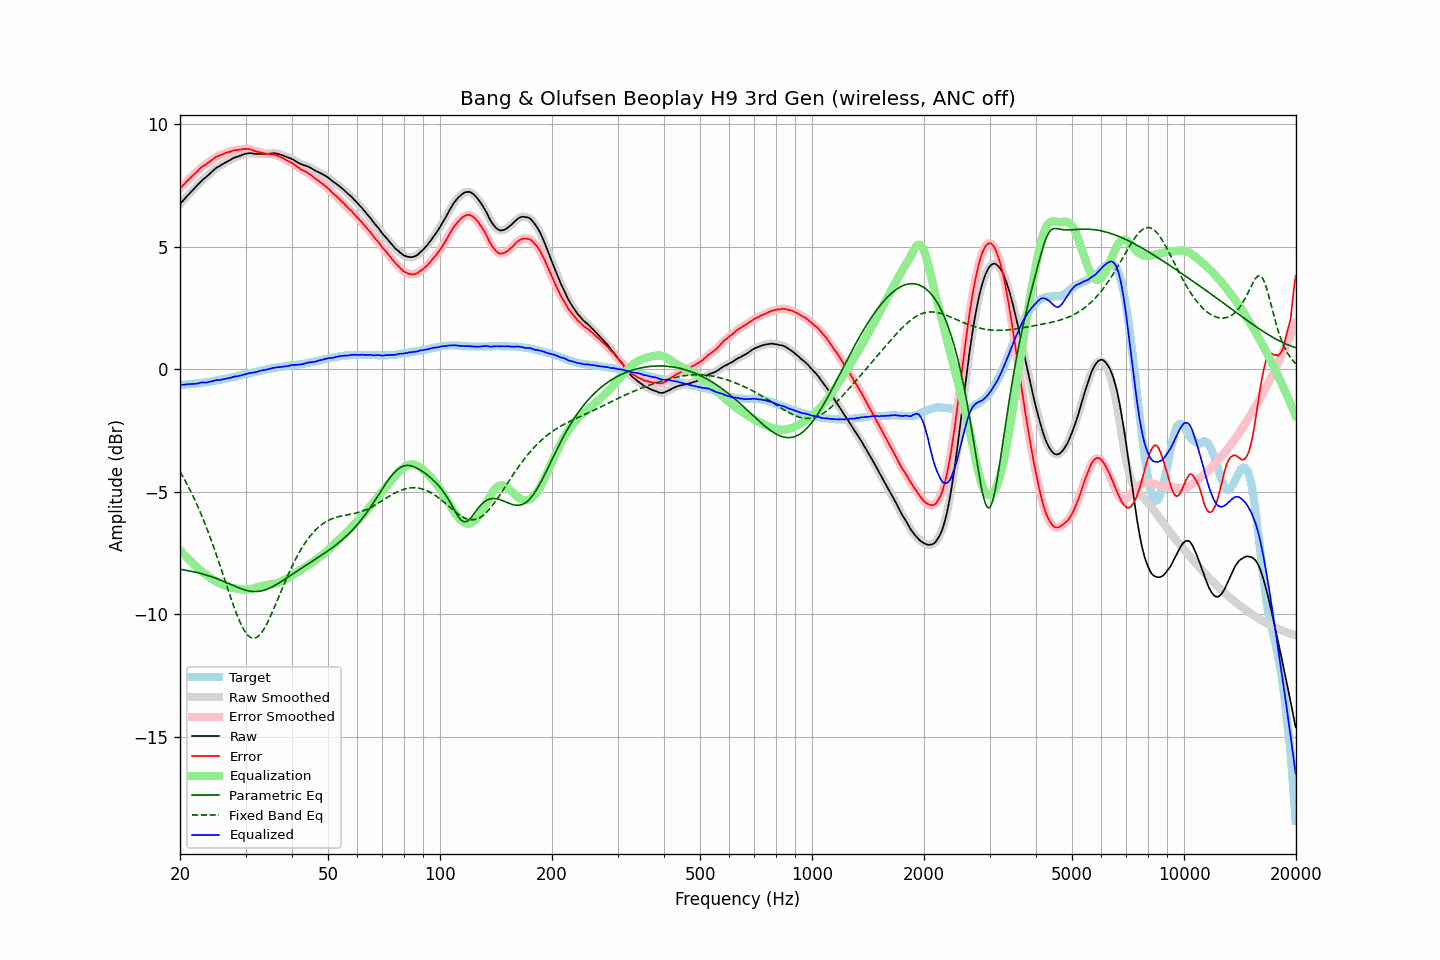 Bang & Olufsen Beoplay H9 3rd Gen (wireless, ANC off)
10
5
0
−5
−10
−15
Amplitude (dBr)
Target
Raw Smoothed
Error Smoothed
Raw
Error
Equalization
Parametric Eq
Fixed Band Eq
Equalized
20
50
100
200
500
1000
2000
5000
10000
20000
Frequency (Hz)